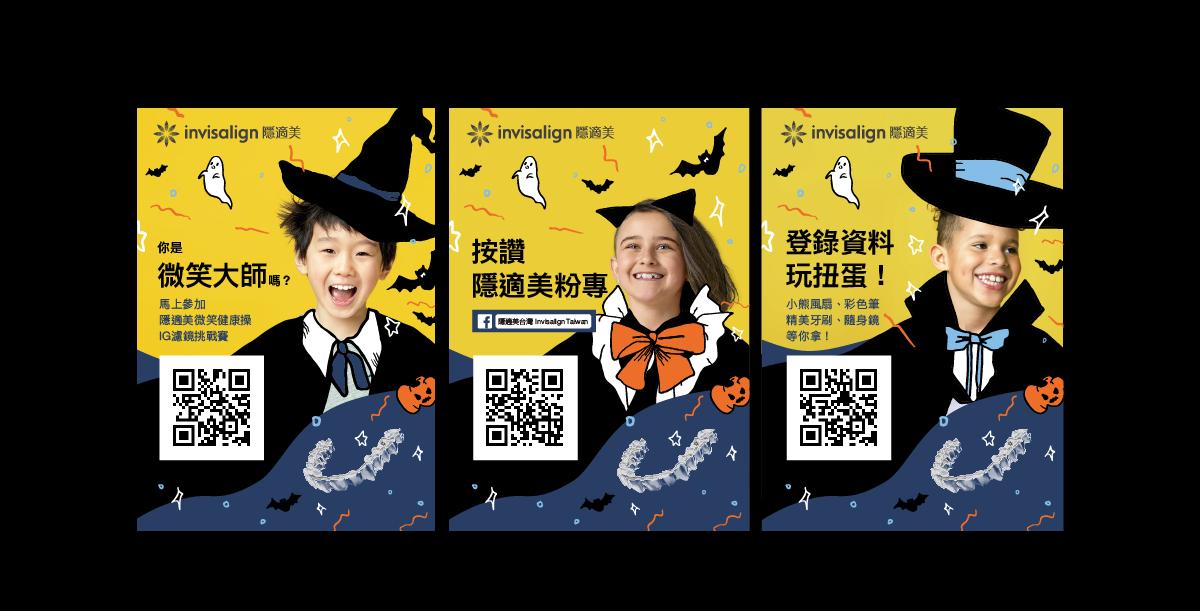 invisalign 隱適美
你是
微笑大師嗎？
馬上參加
隱適美微笑健康操
IG濾鏡挑戰賽
invisalign 隱適美
按讚
隱適美粉專
隱適美台灣 Invisalign Taiwan
invisalign 隱適美
登錄資料
玩扭蛋！
小熊風扇、彩色筆
精美牙刷、隨身鏡
等你拿！